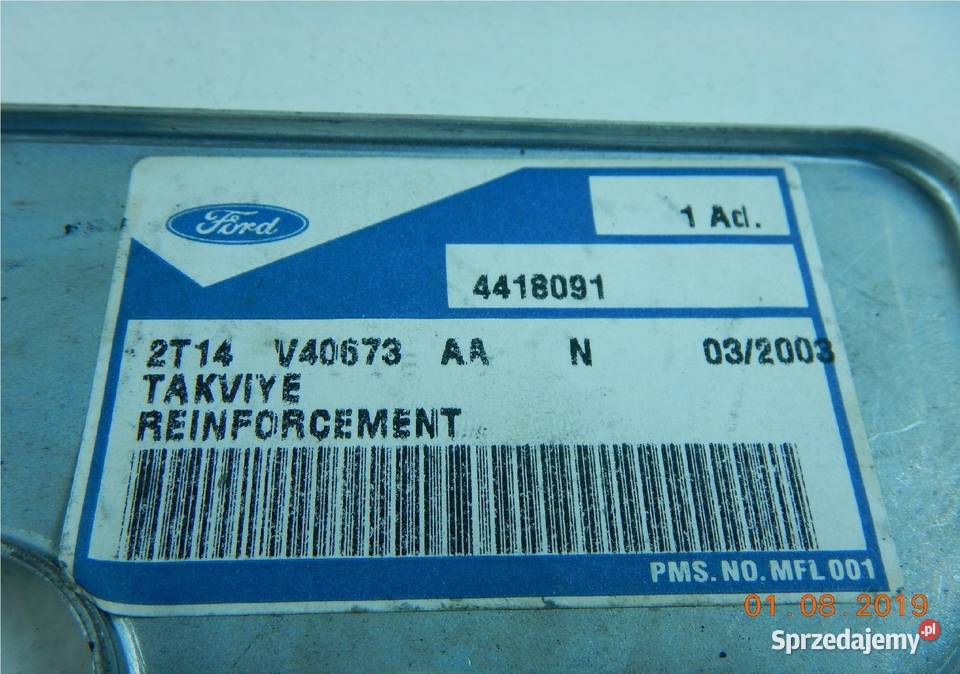 Ford
1 Ad.
4418091
2T14 V40673 AA N 03/2003
TAKVIYE
REINFORCEMENT
PMS. NO. MFL 001
01.08.2019
Sprzedajemy.pl